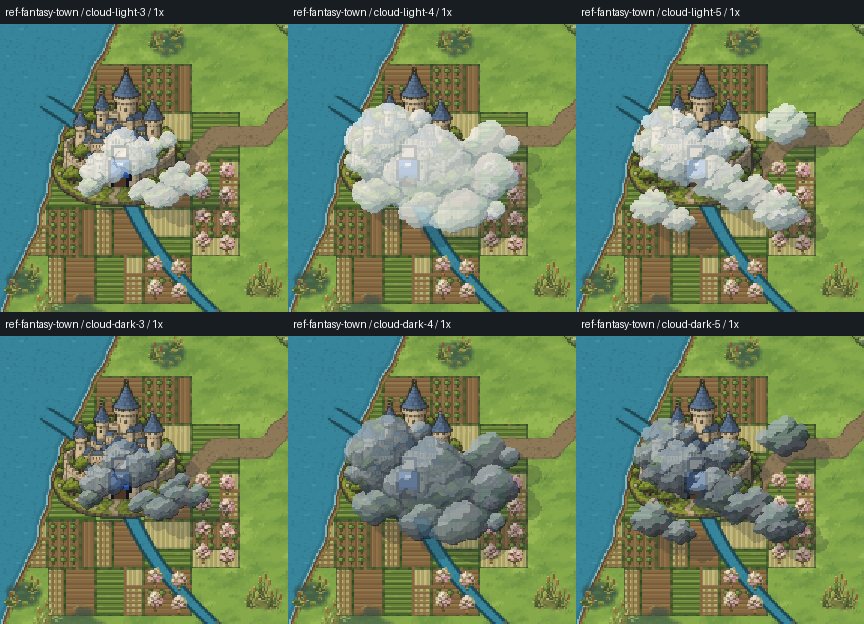 ref-fantasy-town / cloud-light-3 / 1x
ref-fantasy-town / cloud-light-4 / 1x
ref-fantasy-town / cloud-light-5 / 1x
ref-fantasy-town / cloud-dark-3 / 1x
ref-fantasy-town / cloud-dark-4 / 1x
ref-fantasy-town / cloud-dark-5 / 1x